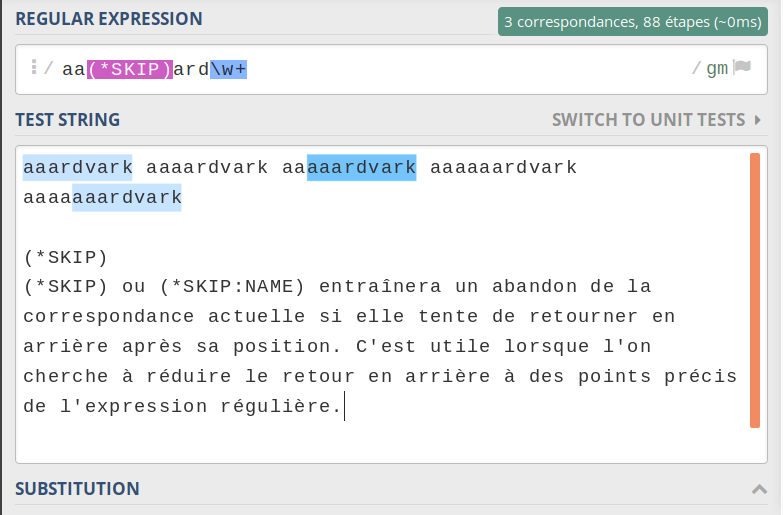 REGULAR EXPRESSION
3 correspondances, 88 étapes (~0ms)
/ aa(*SKIP)ard\w+ / gm
TEST STRING SWITCH TO UNIT TESTS
aaardvark aaaardvark aaaaardvark aaaaaardvark
aaaaaaardvark
(*SKIP)
(*SKIP) ou (*SKIP:NAME) entraînera un abandon de la
correspondance actuelle si elle tente de retourner en
arrière après sa position. C'est utile lorsque l'on
cherche à réduire le retour en arrière à des points précis
de l'expression régulière.
SUBSTITUTION